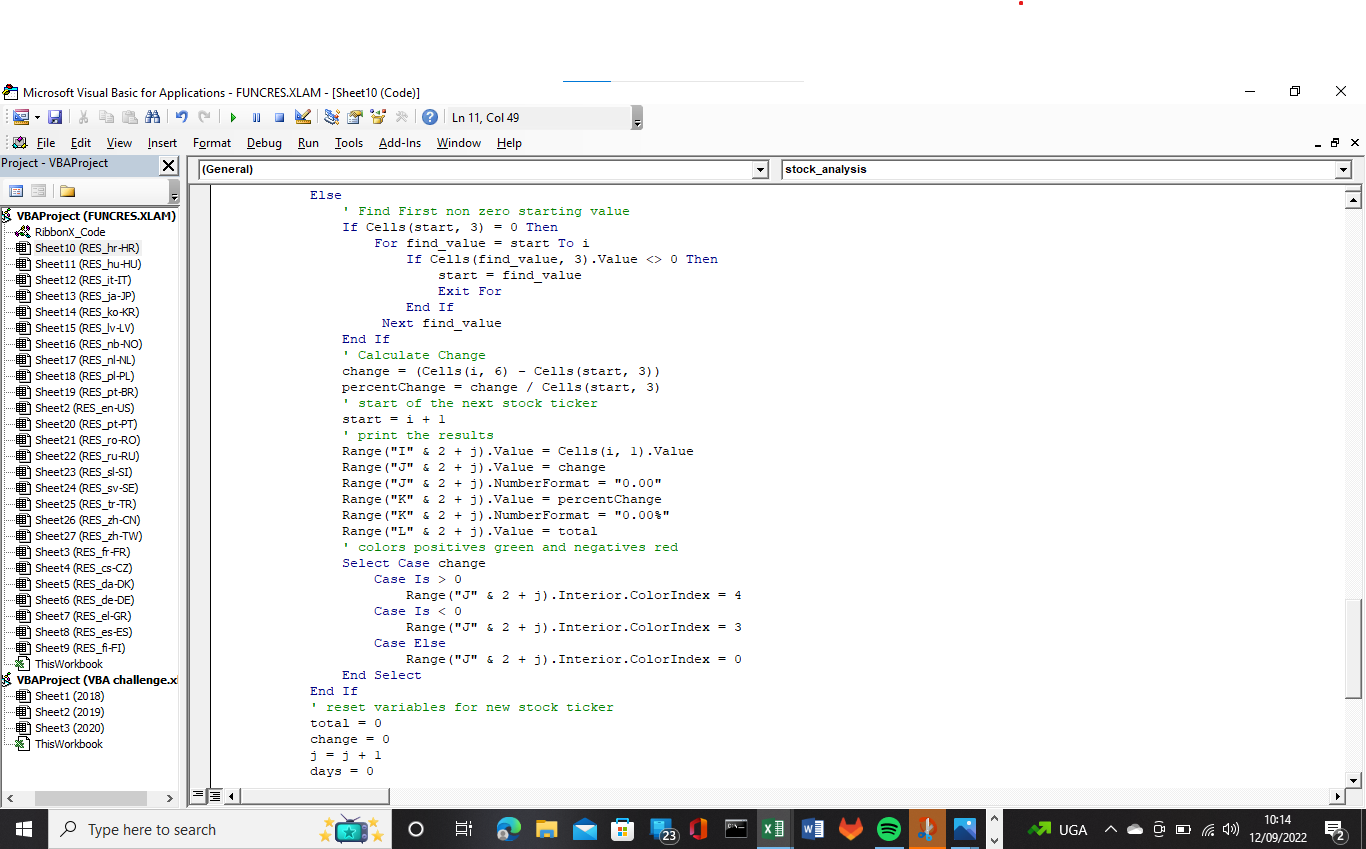 Microsoft Visual Basic for Applications - FUNCRES.XLAM - [Sheet10 (Code)]
Ln 11, Col 49
File Edit View Insert Format Debug Run Tools Add-Ins Window Help
Project - VBAProject
(General)
stock_analysis
VBAProject (FUNCRES.XLAM)
RibbonX_Code
Sheet10 (RES_hr-HR)
Sheet11 (RES_hu-HU)
Sheet12 (RES_it-IT)
Sheet13 (RES_ja-JP)
Sheet14 (RES_ko-KR)
Sheet15 (RES_lv-LV)
Sheet16 (RES_nb-NO)
Sheet17 (RES_nl-NL)
Sheet18 (RES_pl-PL)
Sheet19 (RES_pt-BR)
Sheet2 (RES_en-US)
Sheet20 (RES_pt-PT)
Sheet21 (RES_ro-RO)
Sheet22 (RES_ru-RU)
Sheet23 (RES_sl-SI)
Sheet24 (RES_sv-SE)
Sheet25 (RES_tr-TR)
Sheet26 (RES_zh-CN)
Sheet27 (RES_zh-TW)
Sheet3 (RES_fr-FR)
Sheet4 (RES_cs-CZ)
Sheet5 (RES_da-DK)
Sheet6 (RES_de-DE)
Sheet7 (RES_el-GR)
Sheet8 (RES_es-ES)
Sheet9 (RES_fi-FI)
ThisWorkbook
VBAProject (VBA challenge.x
Sheet1 (2018)
Sheet2 (2019)
Sheet3 (2020)
ThisWorkbook
Else
' Find First non zero starting value
If Cells(start, 3) = 0 Then
For find_value = start To i
If Cells(find_value, 3).Value <> 0 Then
start = find_value
Exit For
End If
Next find_value
End If
' Calculate Change
change = (Cells(i, 6) - Cells(start, 3))
percentChange = change / Cells(start, 3)
' start of the next stock ticker
start = i + 1
' print the results
Range("I" & 2 + j).Value = Cells(i, 1).Value
Range("J" & 2 + j).Value = change
Range("J" & 2 + j).NumberFormat = "0.00"
Range("K" & 2 + j).Value = percentChange
Range("K" & 2 + j).NumberFormat = "0.00%"
Range("L" & 2 + j).Value = total
' colors positives green and negatives red
Select Case change
Case Is > 0
Range("J" & 2 + j).Interior.ColorIndex = 4
Case Is < 0
Range("J" & 2 + j).Interior.ColorIndex = 3
Case Else
Range("J" & 2 + j).Interior.ColorIndex = 0
End Select
End If
' reset variables for new stock ticker
total = 0
change = 0
j = j + 1
days = 0
Type here to search
23
UGA
10:14
12/09/2022
2